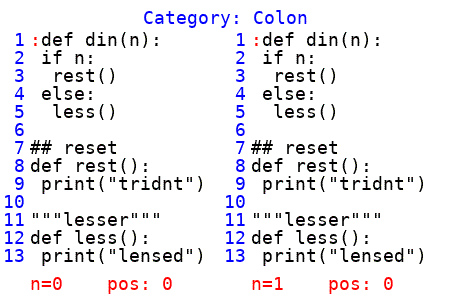 Category: Colon
1 :def din(n): 1 :def din(n):
2  if n: 2  if n:
3   rest() 3   rest()
4  else: 4  else:
5   less() 5   less()
6 6
7 ## reset 7 ## reset
8 def rest(): 8 def rest():
9  print("tridnt") 9  print("tridnt")
10 10
11 """lesser""" 11 """lesser"""
12 def less(): 12 def less():
13  print("lensed") 13  print("lensed")
n=0 pos: 0 n=1 pos: 0